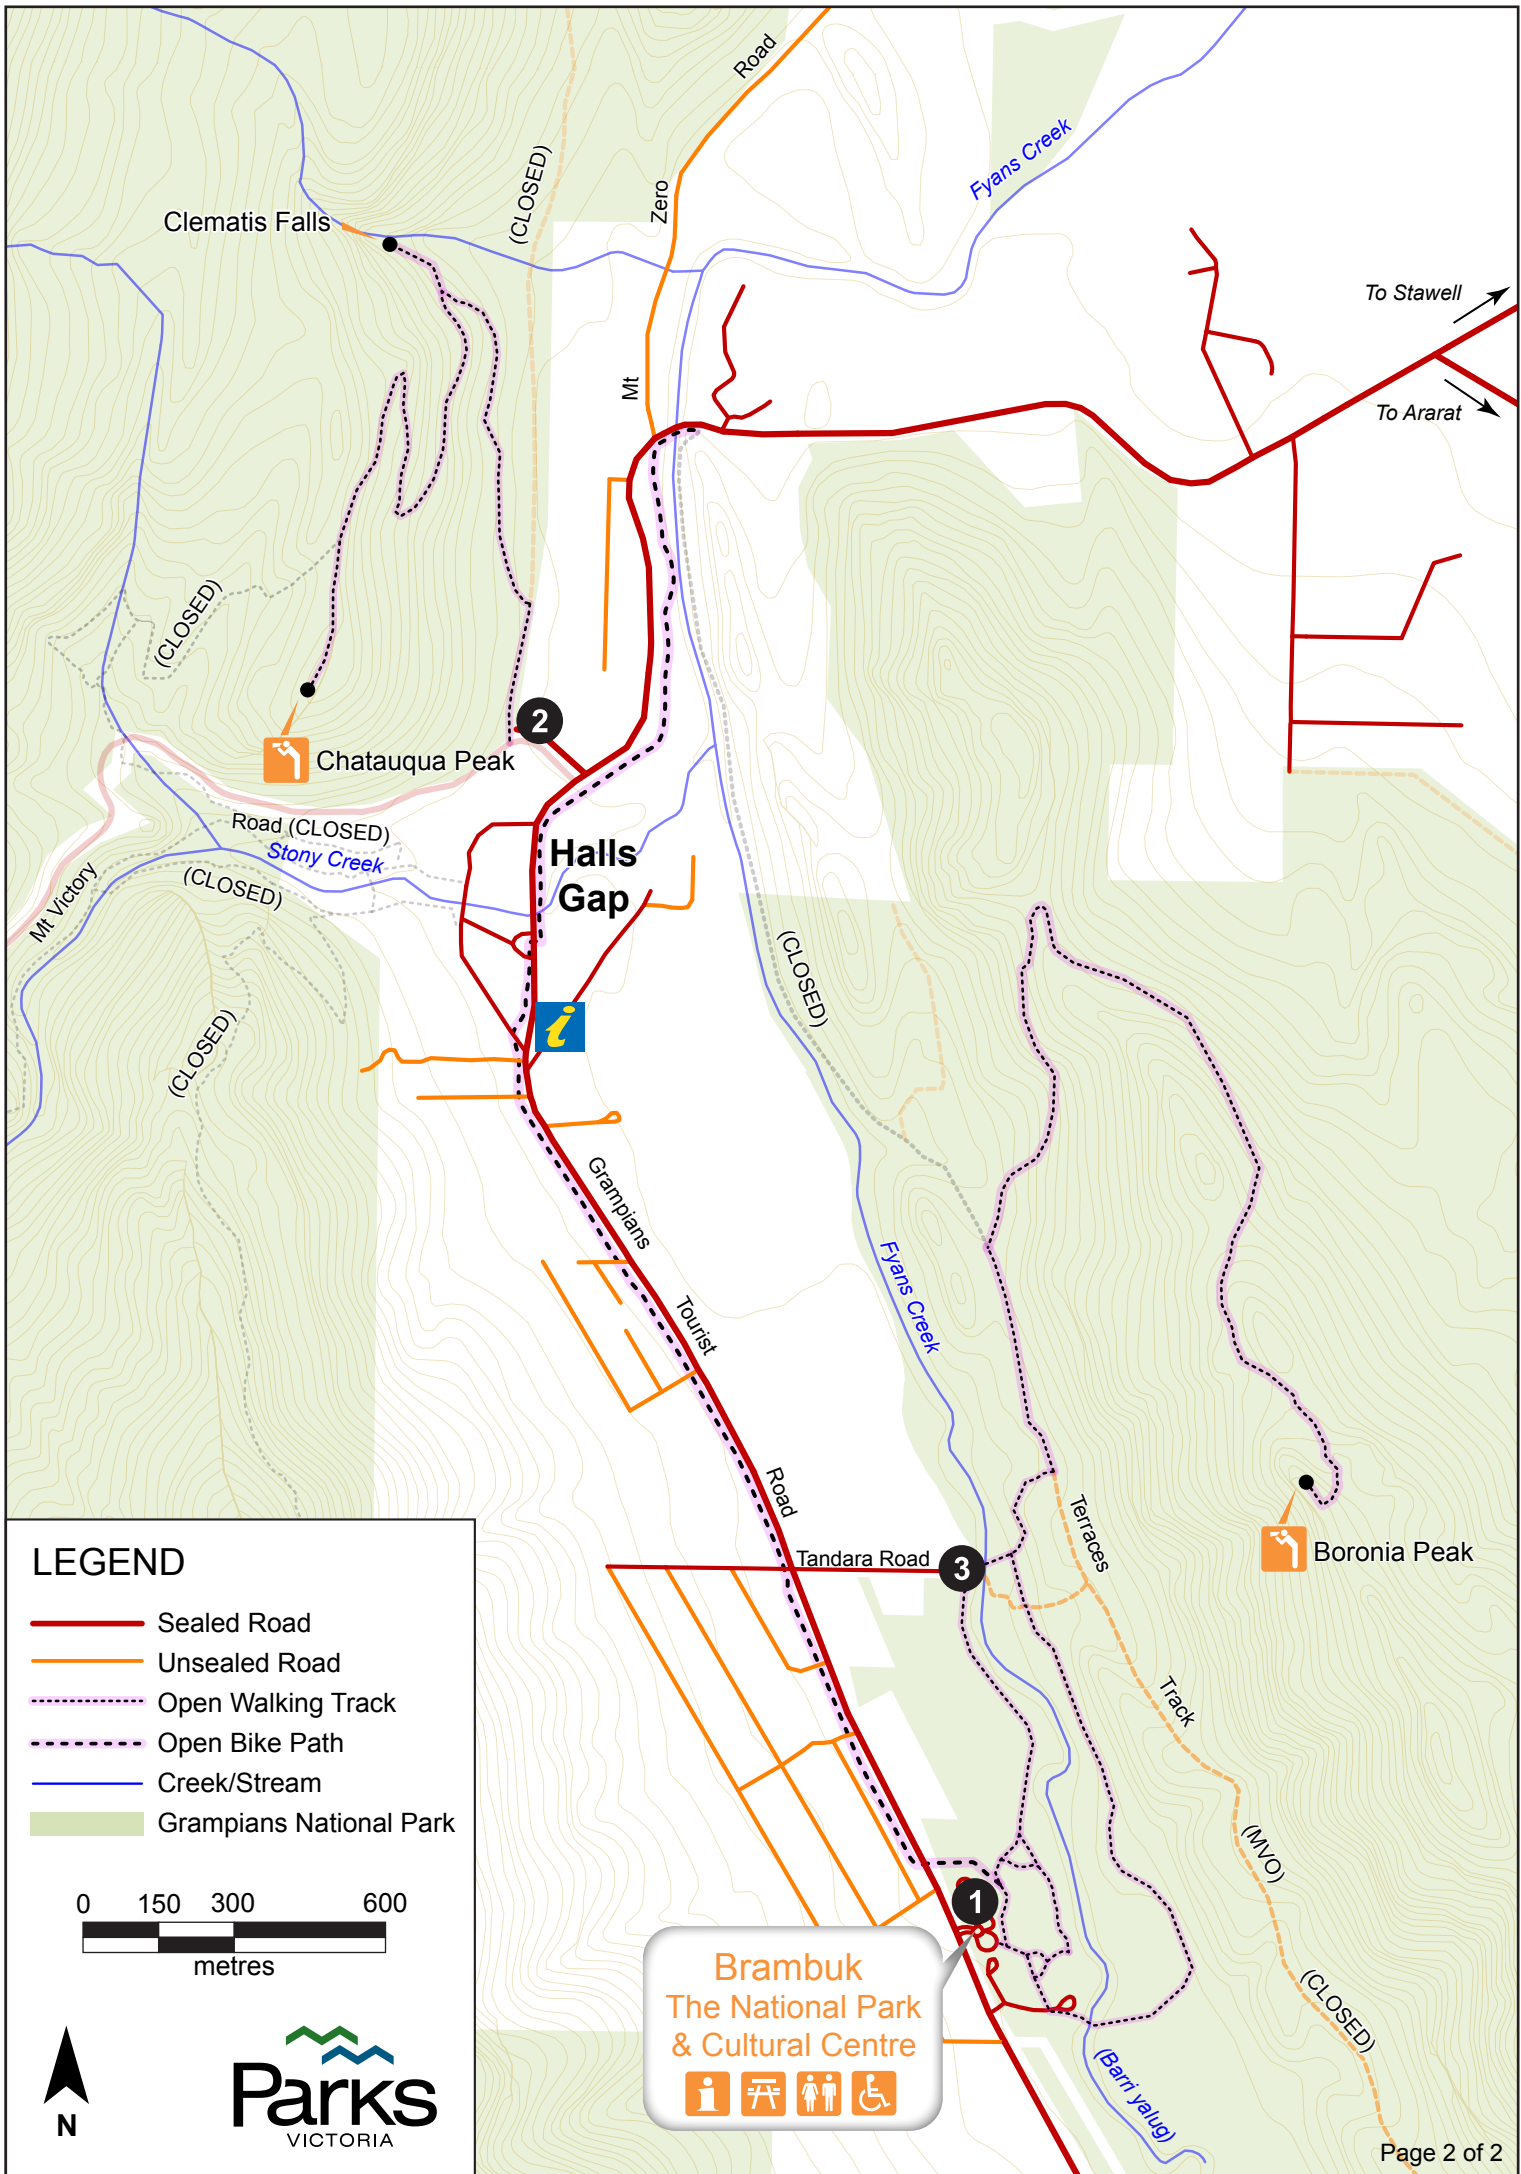 Road
Zero
Mt
(CLOSED)
Fyans Creek
Clematis Falls
To Stawell
To Ararat
(CLOSED)
2
Chatauqua Peak
Road (CLOSED)
Stony Creek
(CLOSED)
Mt Victory
Halls
Gap
(CLOSED)
(CLOSED)
i
Grampians
Tourist
Road
Fyans Creek
Terraces
Track
(MVO)
(CLOSED)
Tandara Road
3
Boronia Peak
LEGEND
Sealed Road
Unsealed Road
Open Walking Track
Open Bike Path
Creek/Stream
Grampians National Park
0 150 300 600
metres
N
Parks
VICTORIA
1
Brambuk
The National Park
& Cultural Centre
(Barri yalug)
Page 2 of 2